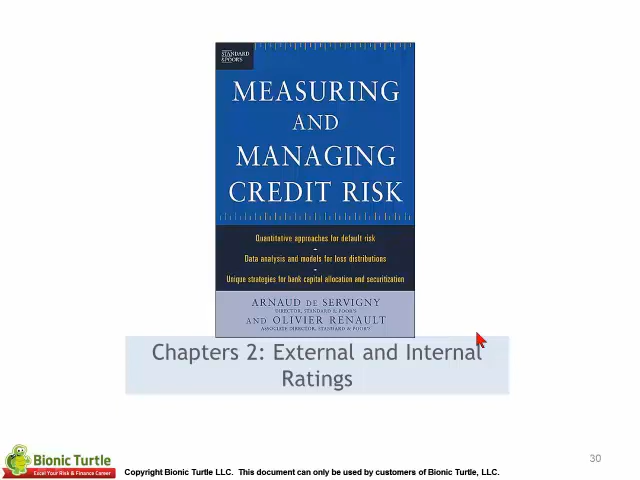 STANDARD
&POOR'S
MEASURING
AND
MANAGING
CREDIT RISK
Quantitative approaches for default risk
Data analysis and models for loss distributions
Unique strategies for bank capital allocation and securitization
ARNAUD DE SERVIGNY
DIRECTOR, STANDARD & POOR'S
AND OLIVIER RENAULT
ASSOCIATE DIRECTOR, STANDARD & POOR'S
Chapters 2: External and Internal
Ratings
30
Bionic Turtle
Excel Your Risk & Finance Career
Copyright Bionic Turtle LLC. This document can only be used by customers of Bionic Turtle, LLC.